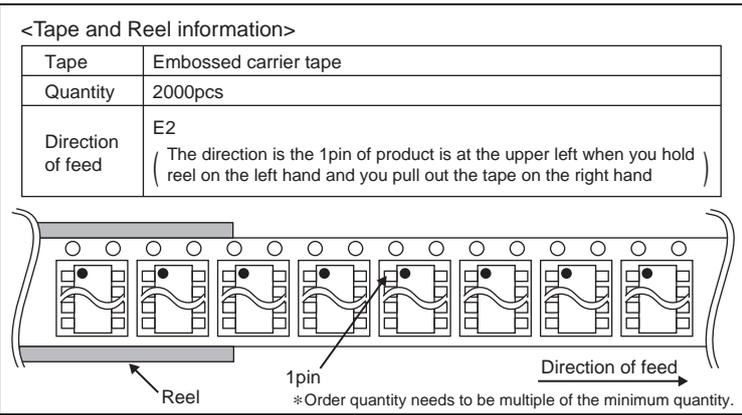 <Tape and Reel information>
Tape Embossed carrier tape
Quantity 2000pcs
Direction of feed E2
( The direction is the 1pin of product is at the upper left when you hold
reel on the left hand and you pull out the tape on the right hand )
1pin
Reel
Direction of feed
∗Order quantity needs to be multiple of the minimum quantity.